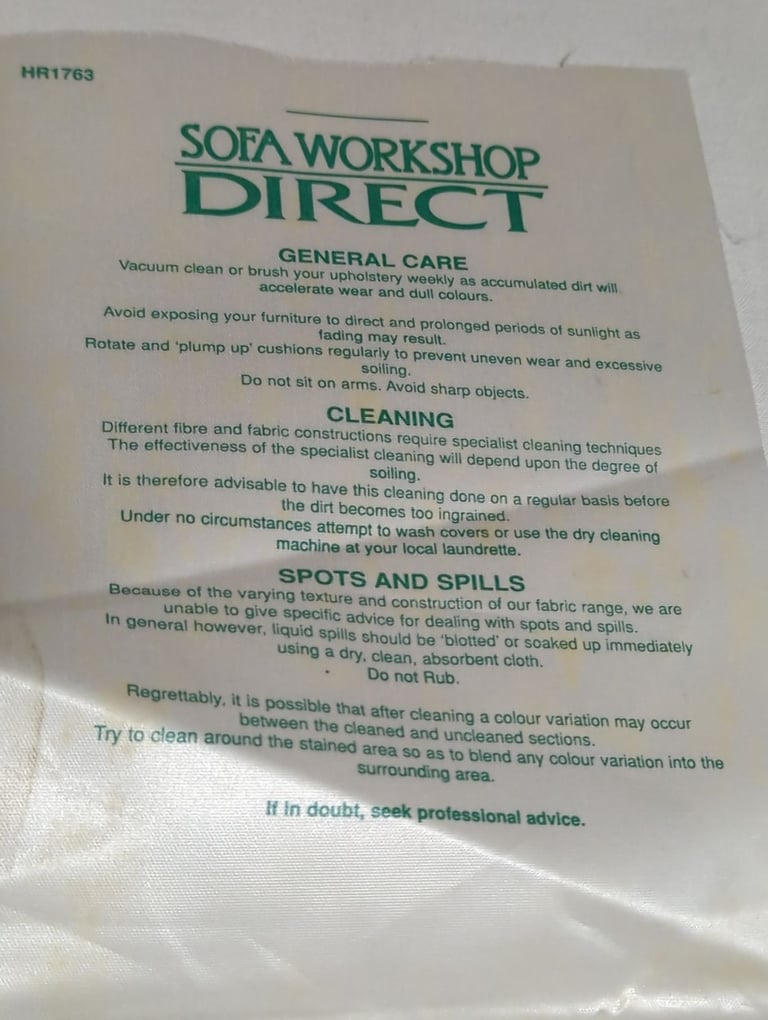 HR1763
SOFA WORKSHOP
DIRECT
GENERAL CARE
Vacuum clean or brush your upholstery weekly as accumulated dirt will
accelerate wear and dull colours.
Avoid exposing your furniture to direct and prolonged periods of sunlight as
fading may result.
Rotate and 'plump up' cushions regularly to prevent uneven wear and excessive
soiling.
Do not sit on arms. Avoid sharp objects.
CLEANING
Different fibre and fabric constructions require specialist cleaning techniques
The effectiveness of the specialist cleaning will depend upon the degree of
soiling.
It is therefore advisable to have this cleaning done on a regular basis before
the dirt becomes too ingrained.
Under no circumstances attempt to wash covers or use the dry cleaning
machine at your local laundrette.
SPOTS AND SPILLS
Because of the varying texture and construction of our fabric range, we are
unable to give specific advice for dealing with spots and spills.
In general however, liquid spills should be 'blotted' or soaked up immediately
using a dry, clean, absorbent cloth.
Do not Rub.
Regrettably, it is possible that after cleaning a colour variation may occur
between the cleaned and uncleaned sections.
Try to clean around the stained area so as to blend any colour variation into the
surrounding area.
If in doubt, seek professional advice.